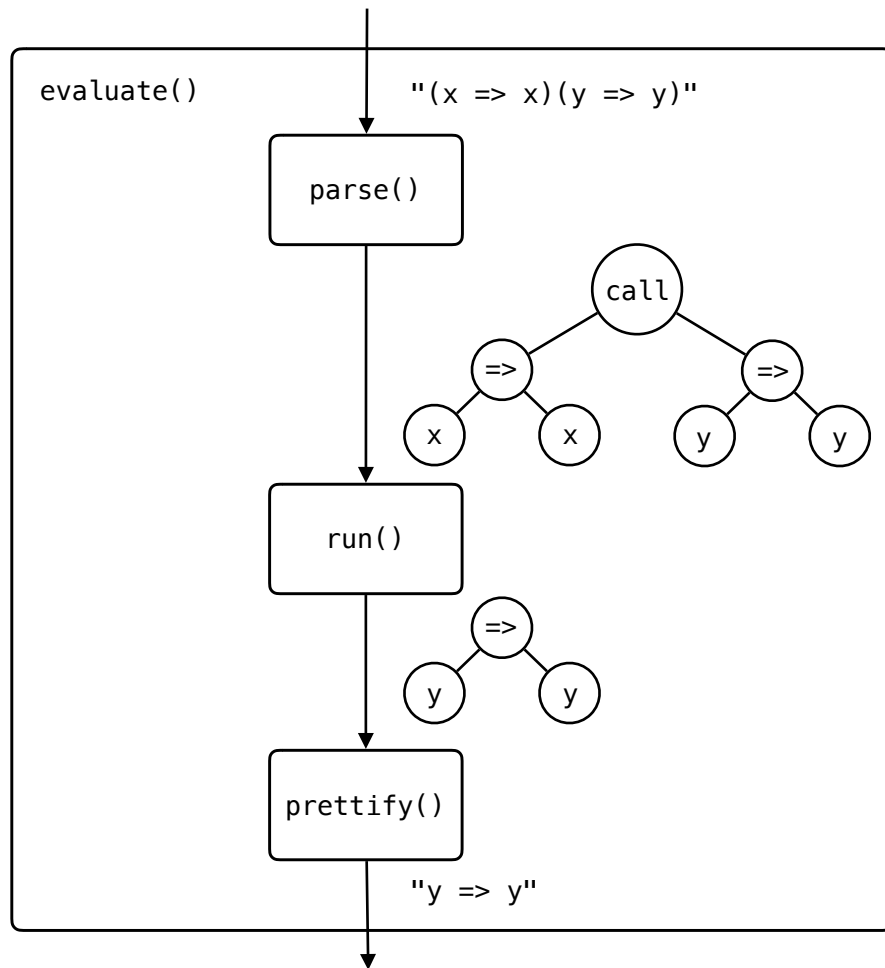 evaluate()
"(x => x)(y => y)"
parse()
call
=>
=>
x
x
y
y
run()
=>
y
y
prettify()
"y => y"